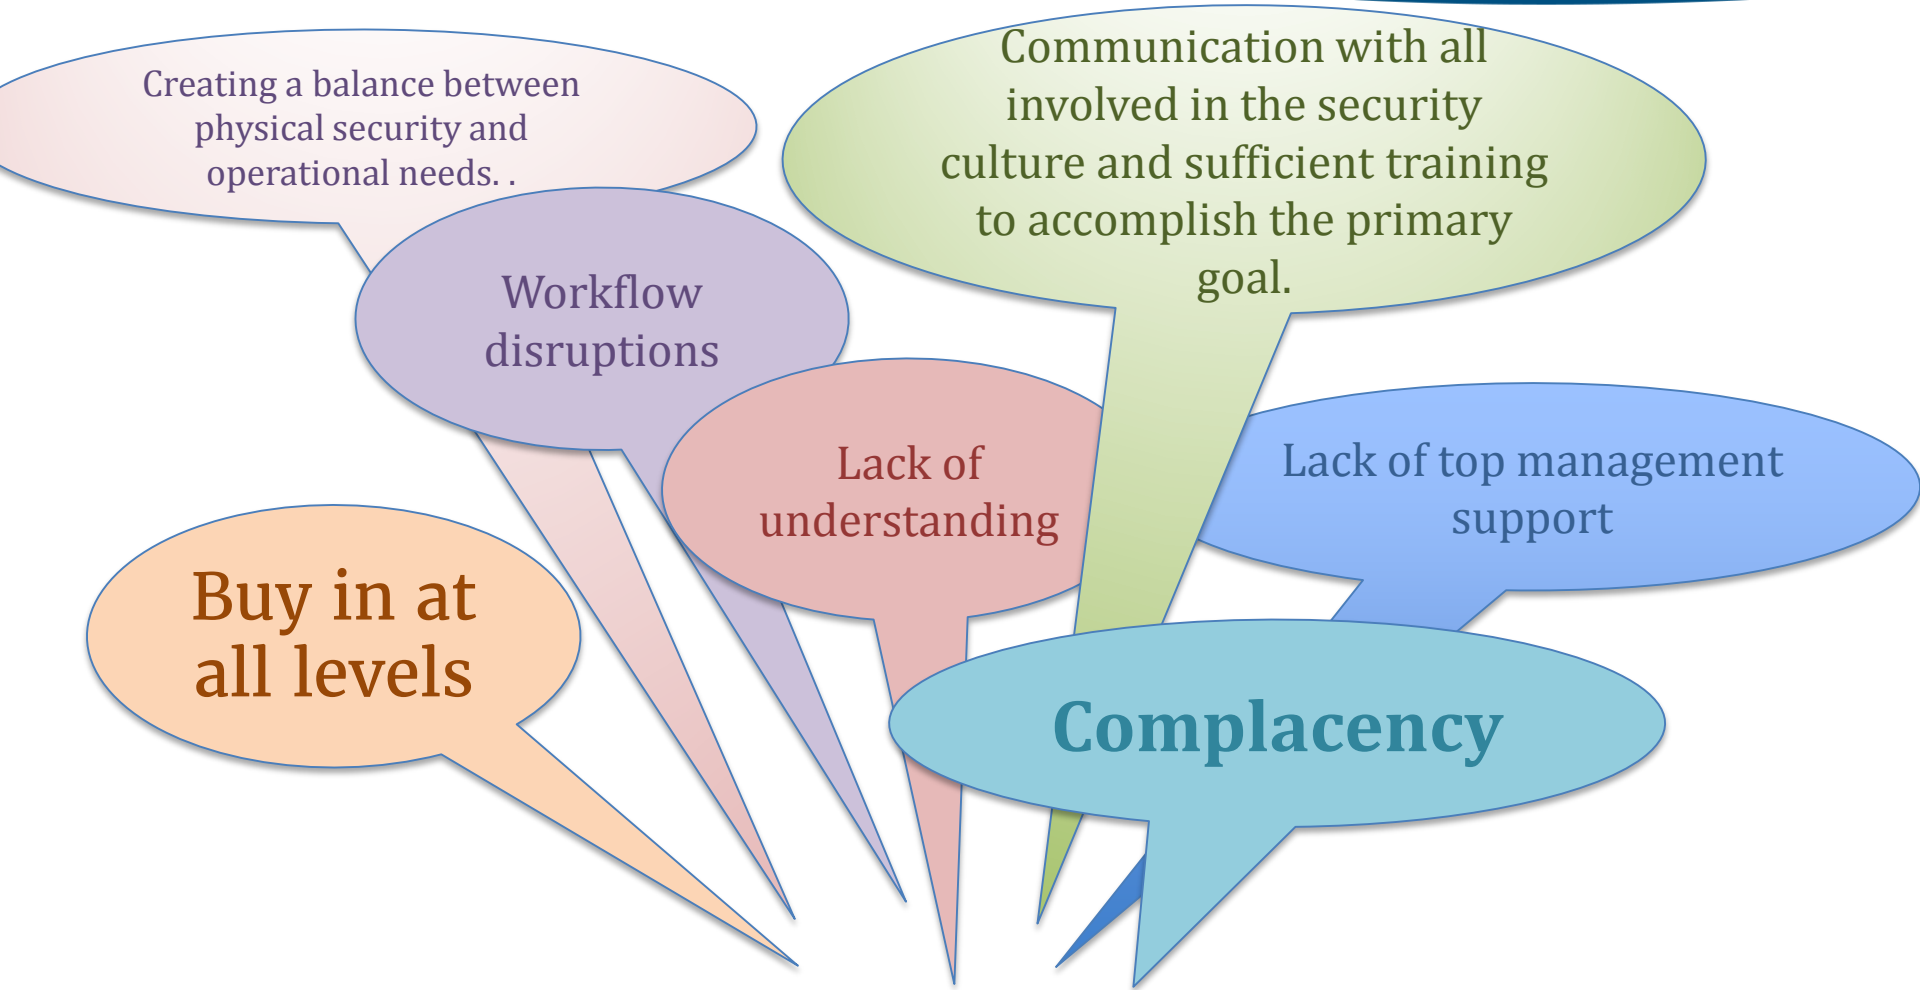 Creating a balance between
physical security and
operational needs. .
Communication with all
involved in the security
culture and sufficient training
to accomplish the primary
goal.
Workflow
disruptions
Lack of
understanding
Lack of top management
support
Buy in at
all levels
Complacency